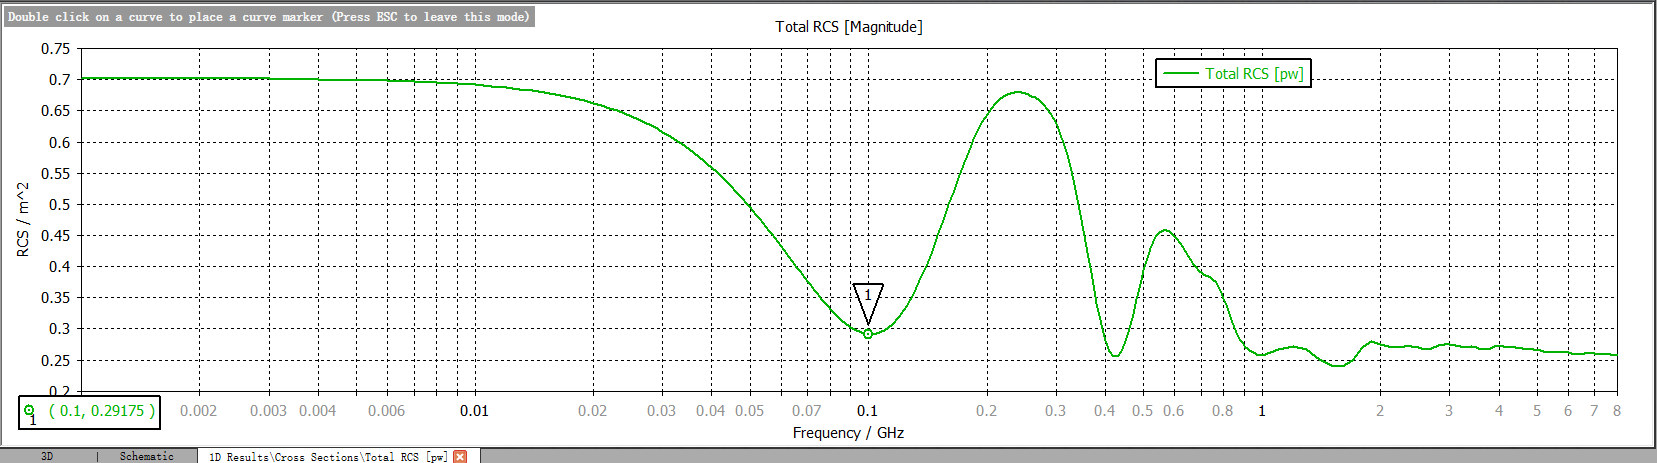 Double click on a curve to place a curve marker (Press ESC to leave this mode)
Total RCS [Magnitude]
Total RCS [pw]
RCS / m^2
0.75
0.7
0.65
0.6
0.55
0.5
0.45
0.4
0.35
0.3
0.25
0.2
1
( 0.1, 0.29175 )
1
0.002 0.003 0.004 0.006 0.01 0.02 0.03 0.04 0.05 0.07 0.1 0.2 0.3 0.4 0.5 0.6 0.8 1 2 3 4 5 6 7 8
Frequency / GHz
3D | Schematic 1D Results\Cross Sections\Total RCS [pw]